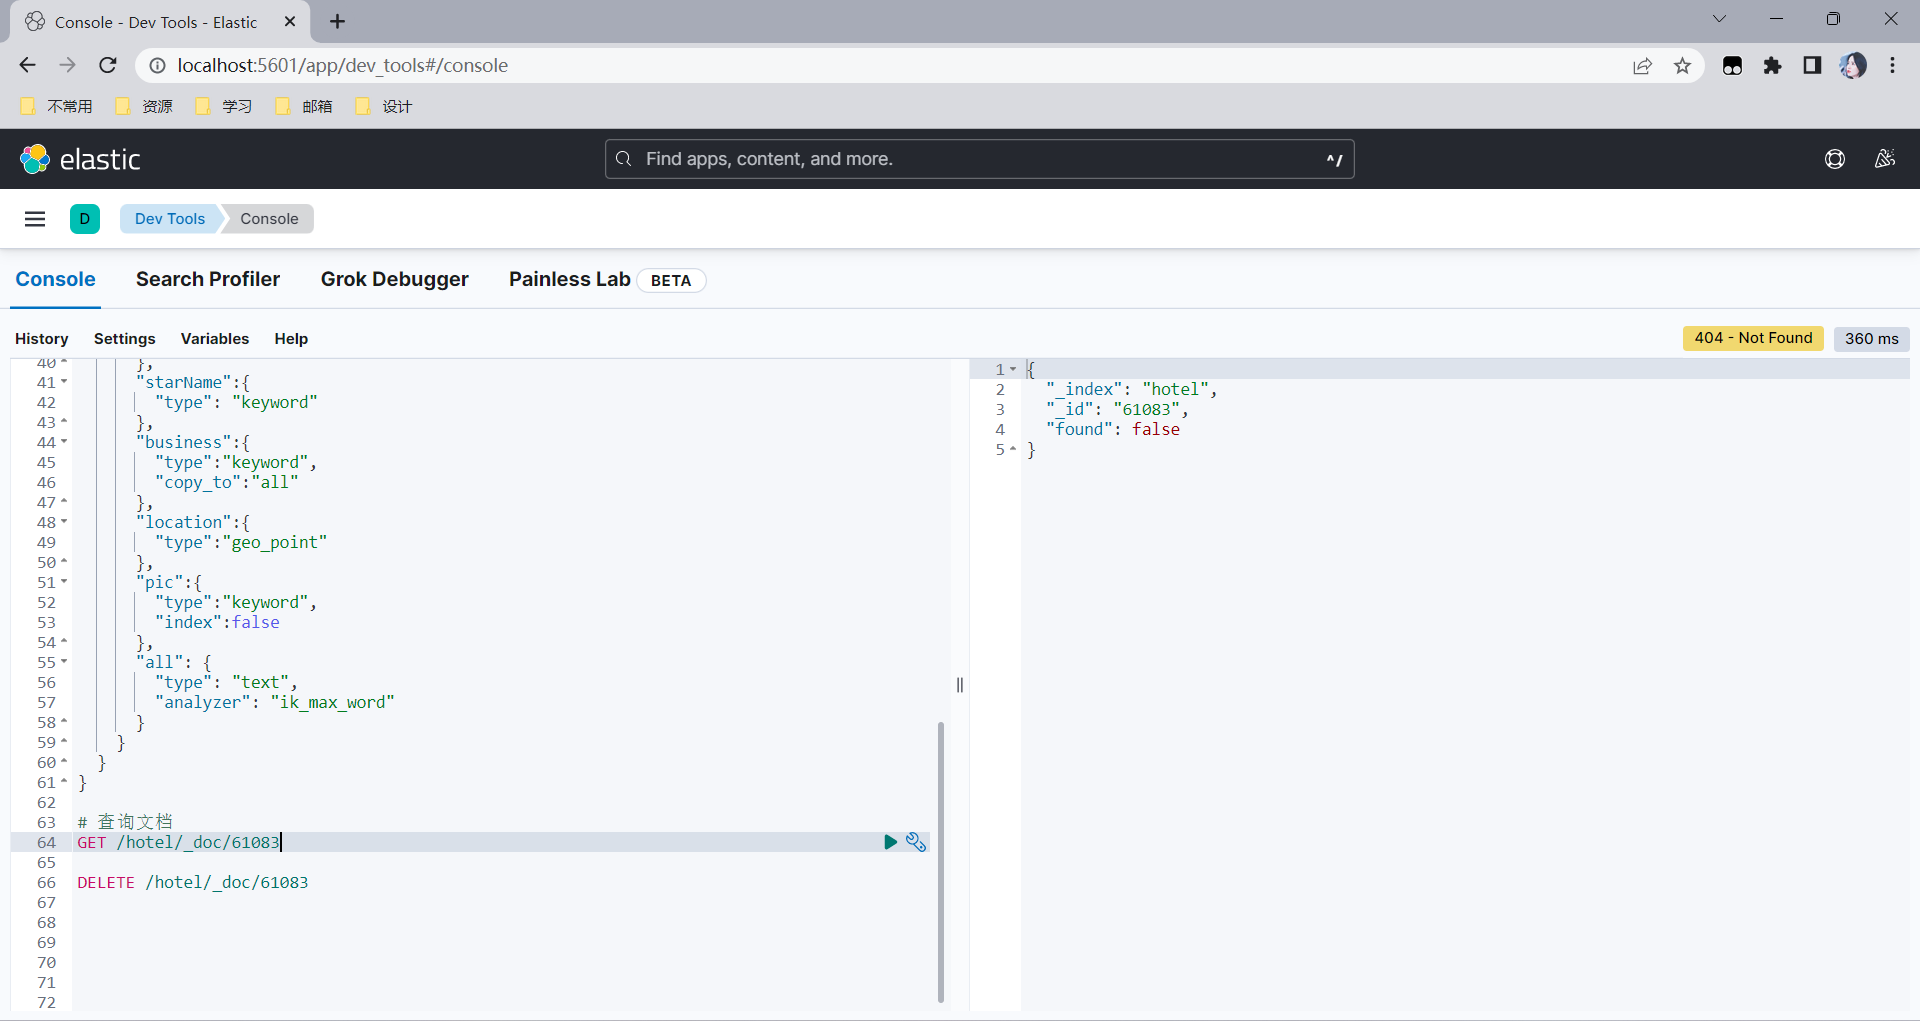 Console - Dev Tools - Elastic
localhost:5601/app/dev_tools#/console
不常用 资源 学习 邮箱 设计
elastic
Find apps, content, and more.
^/
D Dev Tools Console
Console Search Profiler Grok Debugger Painless Lab BETA
History Settings Variables Help 404 - Not Found 360 ms
40 },
41 "starName":{
42 "type": "keyword"
43 },
44 "business":{
45 "type":"keyword",
46 "copy_to":"all"
47 },
48 "location":{
49 "type":"geo_point"
50 },
51 "pic":{
52 "type":"keyword",
53 "index":false
54 },
55 "all": {
56 "type": "text",
57 "analyzer": "ik_max_word"
58 }
59 }
60 }
61 }
62
63 # 查询文档
64 GET /hotel/_doc/61083
65
66 DELETE /hotel/_doc/61083
67
68
69
70
71
72
1 {
2 "_index": "hotel",
3 "_id": "61083",
4 "found": false
5 }